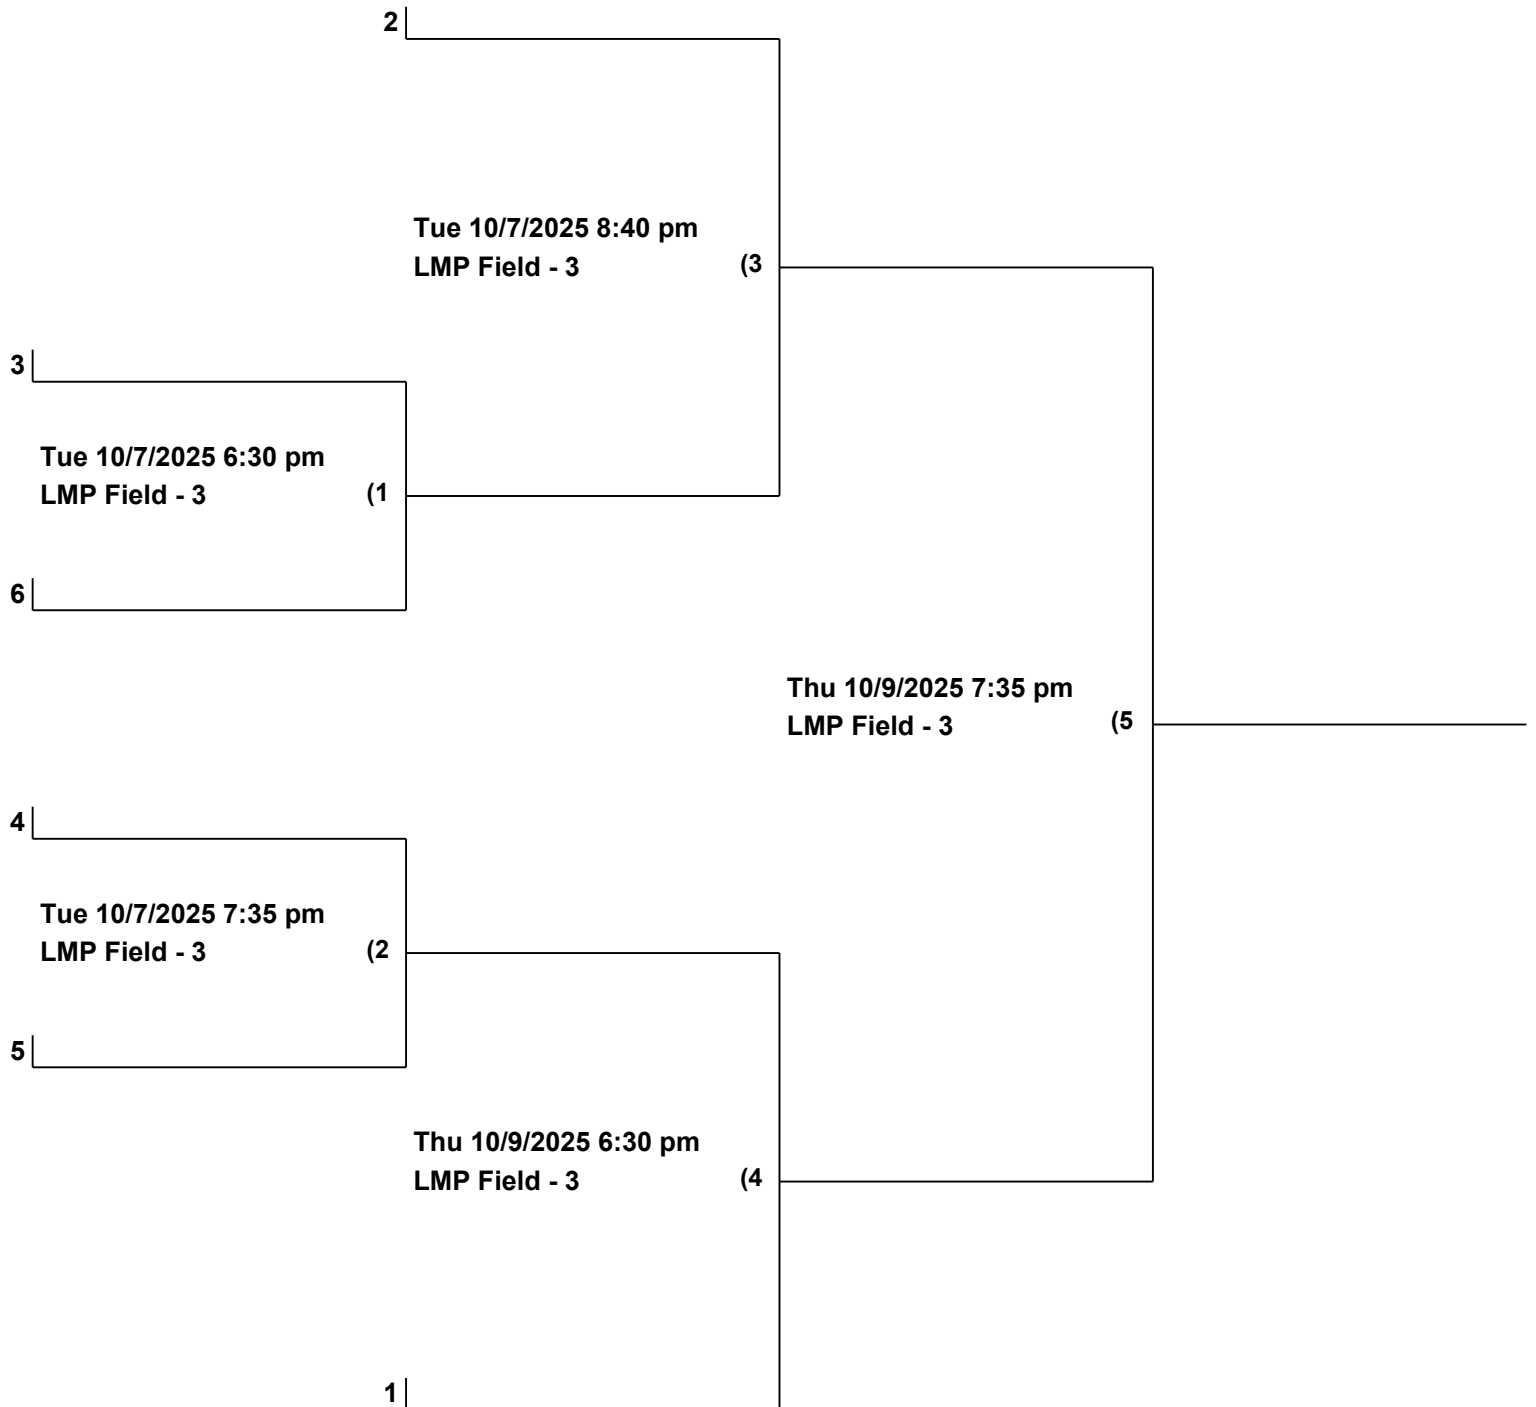 2
Tue 10/7/2025 8:40 pm
LMP Field - 3
(3
3
Tue 10/7/2025 6:30 pm
LMP Field - 3
(1
6
Thu 10/9/2025 7:35 pm
LMP Field - 3
(5
4
Tue 10/7/2025 7:35 pm
LMP Field - 3
(2
5
Thu 10/9/2025 6:30 pm
LMP Field - 3
(4
1